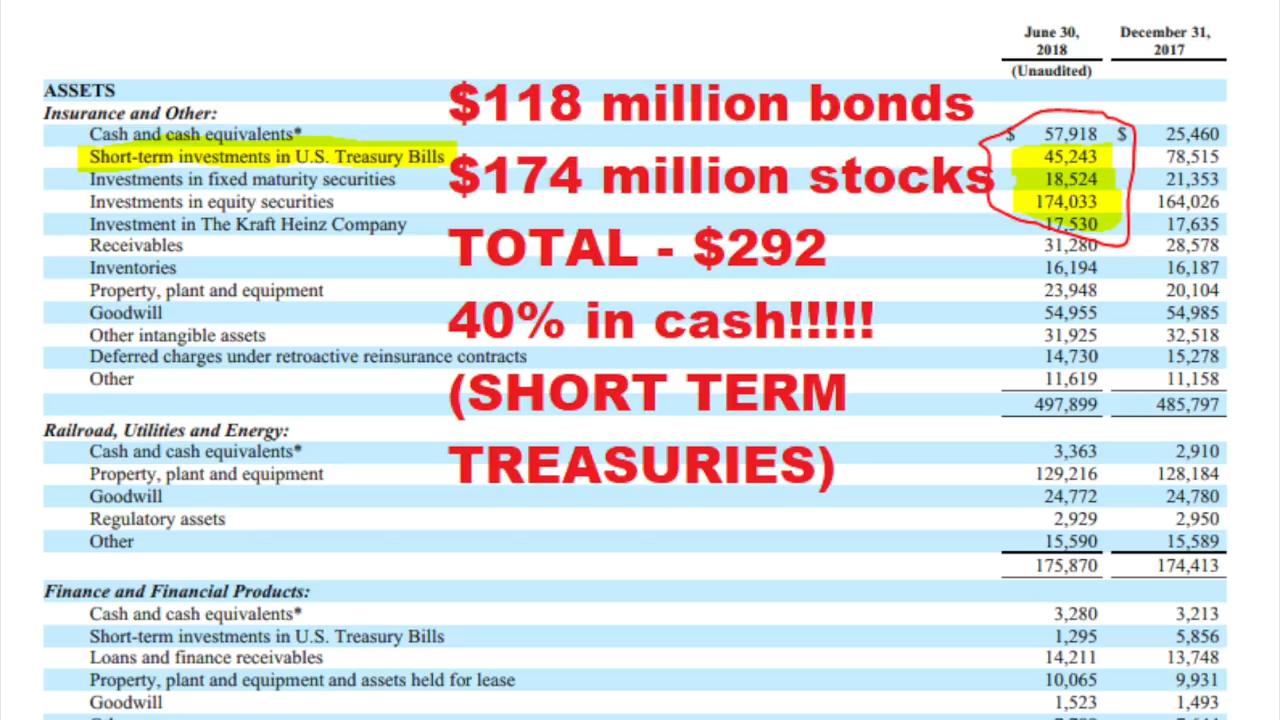 June 30, December 31,
2018 2017
(Unaudited)
ASSETS
Insurance and Other:
Cash and cash equivalents* $ 57,918 $ 25,460
Short-term investments in U.S. Treasury Bills 45,243 78,515
Investments in fixed maturity securities 18,524 21,353
Investments in equity securities 174,033 164,026
Investment in The Kraft Heinz Company 17,530 17,635
Receivables 31,280 28,578
Inventories 16,194 16,187
Property, plant and equipment 23,948 20,104
Goodwill 54,955 54,985
Other intangible assets 31,925 32,518
Deferred charges under retroactive reinsurance contracts 14,730 15,278
Other 11,619 11,158
497,899 485,797
Railroad, Utilities and Energy:
Cash and cash equivalents* 3,363 2,910
Property, plant and equipment 129,216 128,184
Goodwill 24,772 24,780
Regulatory assets 2,929 2,950
Other 15,590 15,589
175,870 174,413
Finance and Financial Products:
Cash and cash equivalents* 3,280 3,213
Short-term investments in U.S. Treasury Bills 1,295 5,856
Loans and finance receivables 14,211 13,748
Property, plant and equipment and assets held for lease 10,065 9,931
Goodwill 1,523 1,493
$118 million bonds
$174 million stocks
TOTAL - $292
40% in cash!!!!!
(SHORT TERM
TREASURIES)